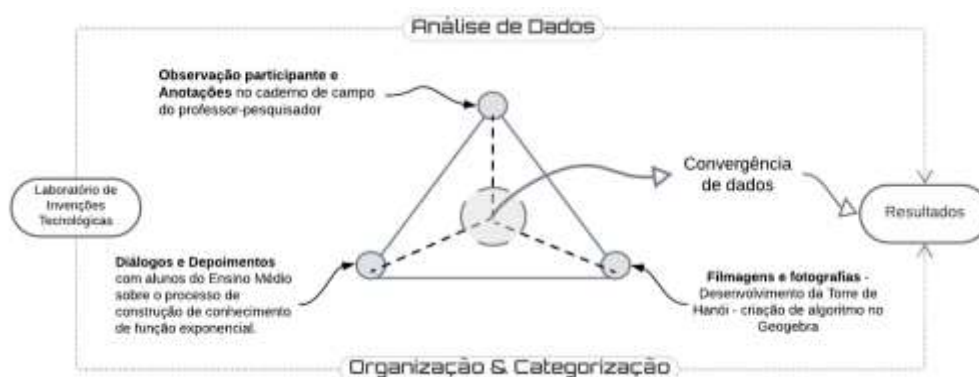 Análise de Dados
Observação participante e
Anotações no caderno de campo
do professor-pesquisador
Convergência
de dados
Laboratório de
Invenções
Tecnológicas
Resultados
Diálogos e Depoimentos
com alunos do Ensino Médio
sobre o processo de
construção de conhecimento
de função exponencial.
Filmagens e fotografias -
Desenvolvimento da Torre de
Hanói - criação de algoritmo no
Geogebra
Organização & Categorização